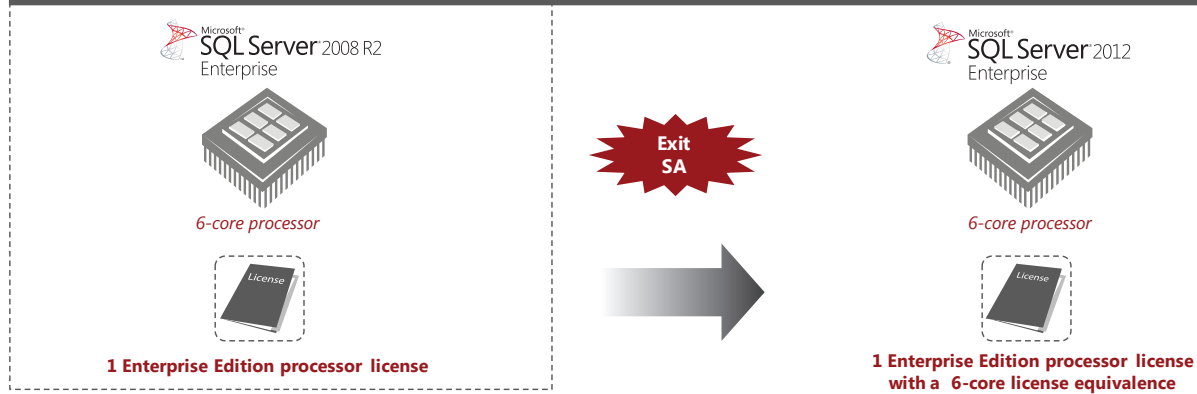 Microsoft®
SQL Server® 2008 R2
Enterprise
6-core processor
License
1 Enterprise Edition processor license
Exit
SA
Microsoft®
SQL Server® 2012
Enterprise
6-core processor
License
1 Enterprise Edition processor license
with a 6-core license equivalence